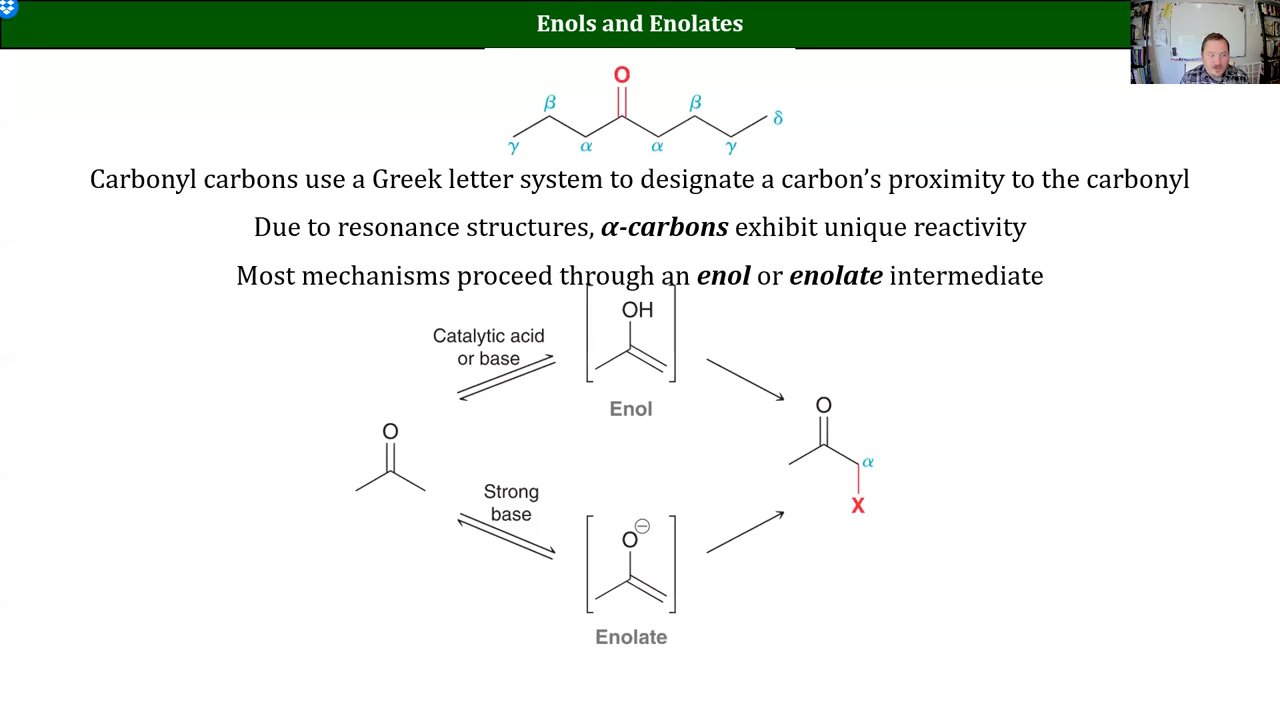 Enols and Enolates
O
β β δ
γ α α γ
Carbonyl carbons use a Greek letter system to designate a carbon's proximity to the carbonyl
Due to resonance structures, α-carbons exhibit unique reactivity
Most mechanisms proceed through an enol or enolate intermediate
OH
Catalytic acid
or base
Enol
O
O
α
X
Strong
base
O⊖
Enolate